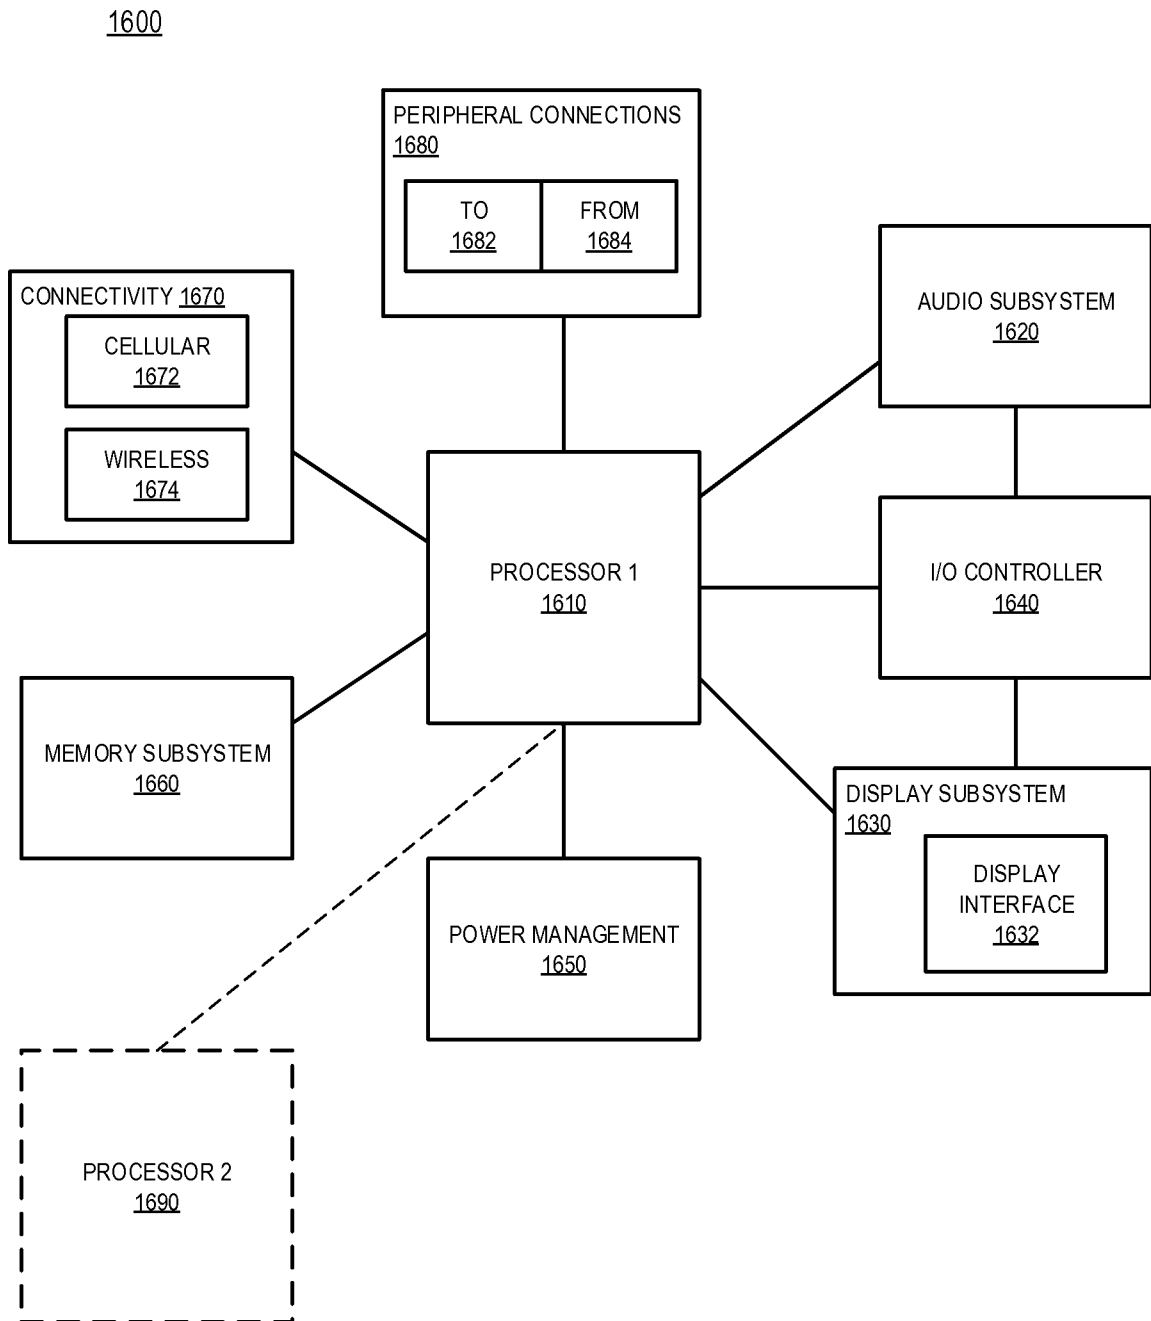 1600
PERIPHERAL CONNECTIONS
1680
TO
1682
FROM
1684
CONNECTIVITY 1670
CELLULAR
1672
WIRELESS
1674
AUDIO SUBSYSTEM
1620
PROCESSOR 1
1610
I/O CONTROLLER
1640
MEMORY SUBSYSTEM
1660
DISPLAY SUBSYSTEM
1630
DISPLAY
INTERFACE
1632
POWER MANAGEMENT
1650
PROCESSOR 2
1690